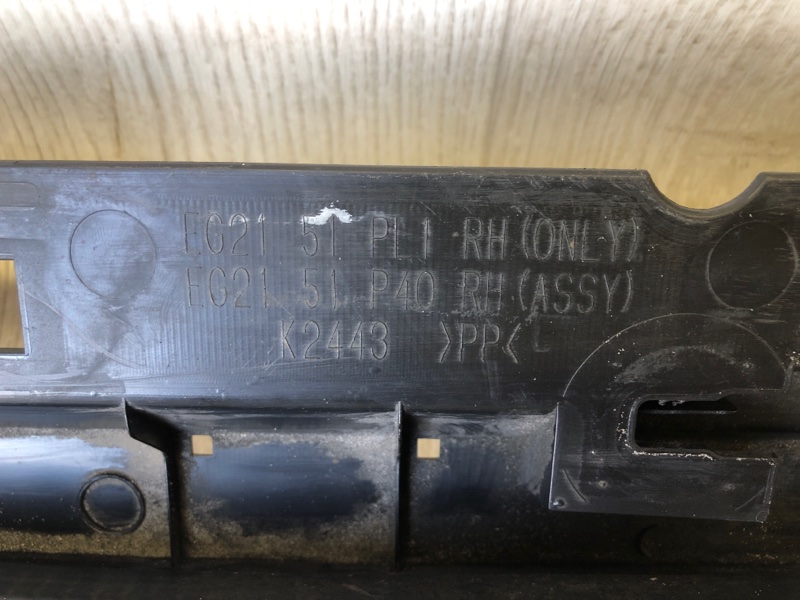 EG21 51 PL1 RH (ONLY)
EG21 51 P40 RH (ASSY)
K2443 >PP<